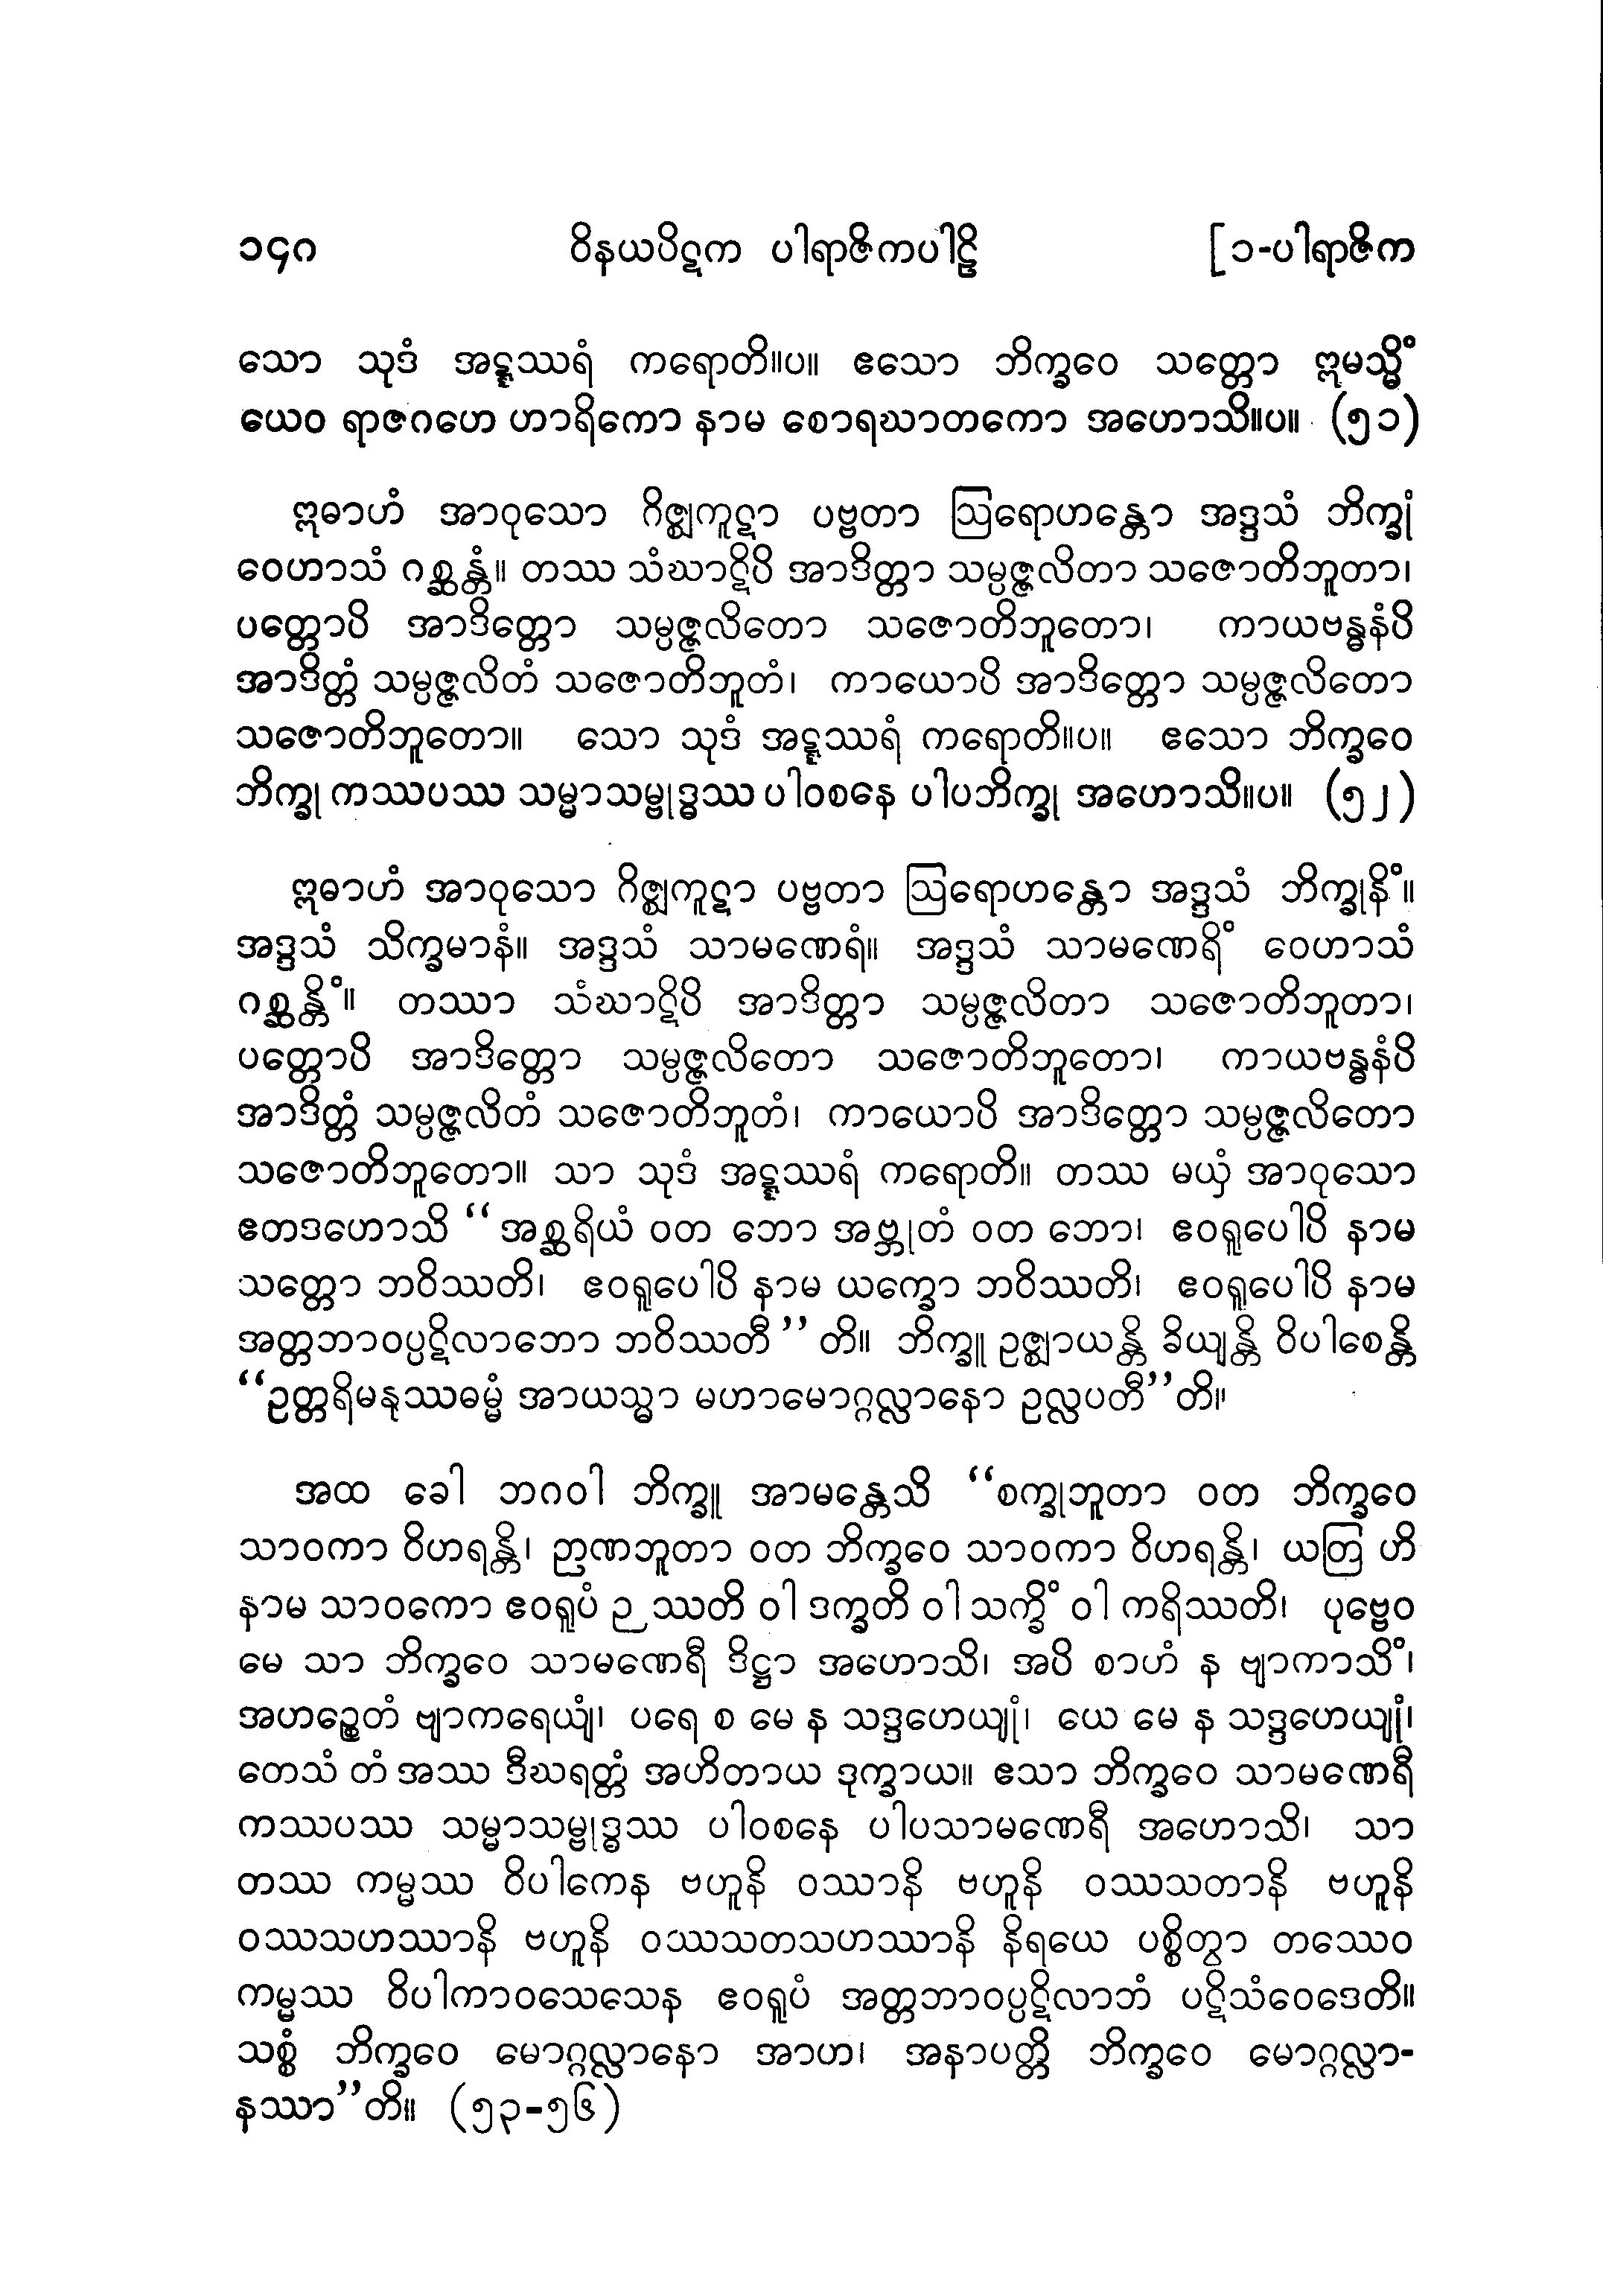 ၁၄၈ ဝိနယပိဋက ပါရာဇိကပါဠိ [၁-ပါရာဇိက
သော သုဒံ အဋ္ဋဿရံ ကရောတိ။ပ။ ဧသော ဘိက္ခဝေ သတ္တော ဣမသ္မိံ
ယေဝ ရာဇဂဟေ ဟာရိကော နာမ စောရဃာတကော အဟောသိ။ပ။ (၅၁)
ဣဓာဟံ အာဝုသော ဂိဇ္ဈကူဋာ ပဗ္ဗတာ ဩရောဟန္တော အဒ္ဒသံ ဘိက္ခုံ
ဝေဟာသံ ဂစ္ဆန္တံ။ တဿ သံဃာဋိပိ အာဒိတ္တာ သမ္ပဇ္ဇလိတာ သဇောတိဘူတာ၊
ပတ္တောပိ အာဒိတ္တော သမ္ပဇ္ဇလိတော သဇောတိဘူတော၊ ကာယဗန္ဓနံပိ
အာဒိတ္တံ သမ္ပဇ္ဇလိတံ သဇောတိဘူတံ၊ ကာယောပိ အာဒိတ္တော သမ္ပဇ္ဇလိတော
သဇောတိဘူတော။ သော သုဒံ အဋ္ဋဿရံ ကရောတိ။ပ။ ဧသော ဘိက္ခဝေ
ဘိက္ခု ကဿပဿ သမ္မာသမ္ဗုဒ္ဓဿ ပါဝစနေ ပါပဘိက္ခု အဟောသိ။ပ။ (၅၂)
ဣဓာဟံ အာဝုသော ဂိဇ္ဈကူဋာ ပဗ္ဗတာ ဩရောဟန္တော အဒ္ဒသံ ဘိက္ခုနိံ။
အဒ္ဒသံ သိက္ခမာနံ။ အဒ္ဒသံ သာမဏေရံ။ အဒ္ဒသံ သာမဏေရိံ ဝေဟာသံ
ဂစ္ဆန္တိံ။ တဿာ သံဃာဋိပိ အာဒိတ္တာ သမ္ပဇ္ဇလိတာ သဇောတိဘူတာ၊
ပတ္တောပိ အာဒိတ္တော သမ္ပဇ္ဇလိတော သဇောတိဘူတော၊ ကာယဗန္ဓနံပိ
အာဒိတ္တံ သမ္ပဇ္ဇလိတံ သဇောတိဘူတံ၊ ကာယောပိ အာဒိတ္တော သမ္ပဇ္ဇလိတော
သဇောတိဘူတော။ သာ သုဒံ အဋ္ဋဿရံ ကရောတိ။ တဿ မယှံ အာဝုသော
ဧတဒဟောသိ “အစ္ဆရိယံ ဝတ ဘော အဗ္ဘုတံ ဝတ ဘော၊ ဧဝရူပေါပိ နာမ
သတ္တော ဘဝိဿတိ၊ ဧဝရူပေါပိ နာမ ယက္ခော ဘဝိဿတိ၊ ဧဝရူပေါပိ နာမ
အတ္တဘာဝပ္ပဋိလာဘော ဘဝိဿတီ”တိ။ ဘိက္ခူ ဥဇ္ဈာယန္တိ ခိယျန္တိ ဝိပါစေန္တိ
“ဥတ္တရိမနုဿဓမ္မံ အာယသ္မာ မဟာမောဂ္ဂလ္လာနော ဥလ္လပတီ”တိ။
အထ ခေါ ဘဂဝါ ဘိက္ခူ အာမန္တေသိ “စက္ခုဘူတာ ဝတ ဘိက္ခဝေ
သာဝကာ ဝိဟရန္တိ၊ ဉာဏဘူတာ ဝတ ဘိက္ခဝေ သာဝကာ ဝိဟရန္တိ၊ ယတြ ဟိ
နာမ သာဝကော ဧဝရူပံ ဉဿတိ ဝါ ဒက္ခတိ ဝါ သက္ခိံ ဝါ ကရိဿတိ၊ ပုဗ္ဗေဝ
မေ သာ ဘိက္ခဝေ သာမဏေရီ ဒိဋ္ဌာ အဟောသိ၊ အပိ စာဟံ န ဗျာကာသိံ၊
အဟဉ္စေတံ ဗျာကရေယျံ၊ ပရေ စ မေ န သဒ္ဒဟေယျုံ၊ ယေ မေ န သဒ္ဒဟေယျုံ၊
တေသံ တံ အဿ ဒီဃရတ္တံ အဟိတာယ ဒုက္ခာယ။ ဧသာ ဘိက္ခဝေ သာမဏေရီ
ကဿပဿ သမ္မာသမ္ဗုဒ္ဓဿ ပါဝစနေ ပါပသာမဏေရီ အဟောသိ၊ သာ
တဿ ကမ္မဿ ဝိပါကေန ဗဟူနိ ဝဿာနိ ဗဟူနိ ဝဿသတာနိ ဗဟူနိ
ဝဿသဟဿာနိ ဗဟူနိ ဝဿသတသဟဿာနိ နိရယေ ပစ္စိတွာ တဿေဝ
ကမ္မဿ ဝိပါကာဝသေသေန ဧဝရူပံ အတ္တဘာဝပ္ပဋိလာဘံ ပဋိသံဝေဒေတိ။
သစ္စံ ဘိက္ခဝေ မောဂ္ဂလ္လာနော အာဟ၊ အနာပတ္တိ ဘိက္ခဝေ မောဂ္ဂလ္လာ-
နဿာ”တိ။ (၅၃-၅၆)